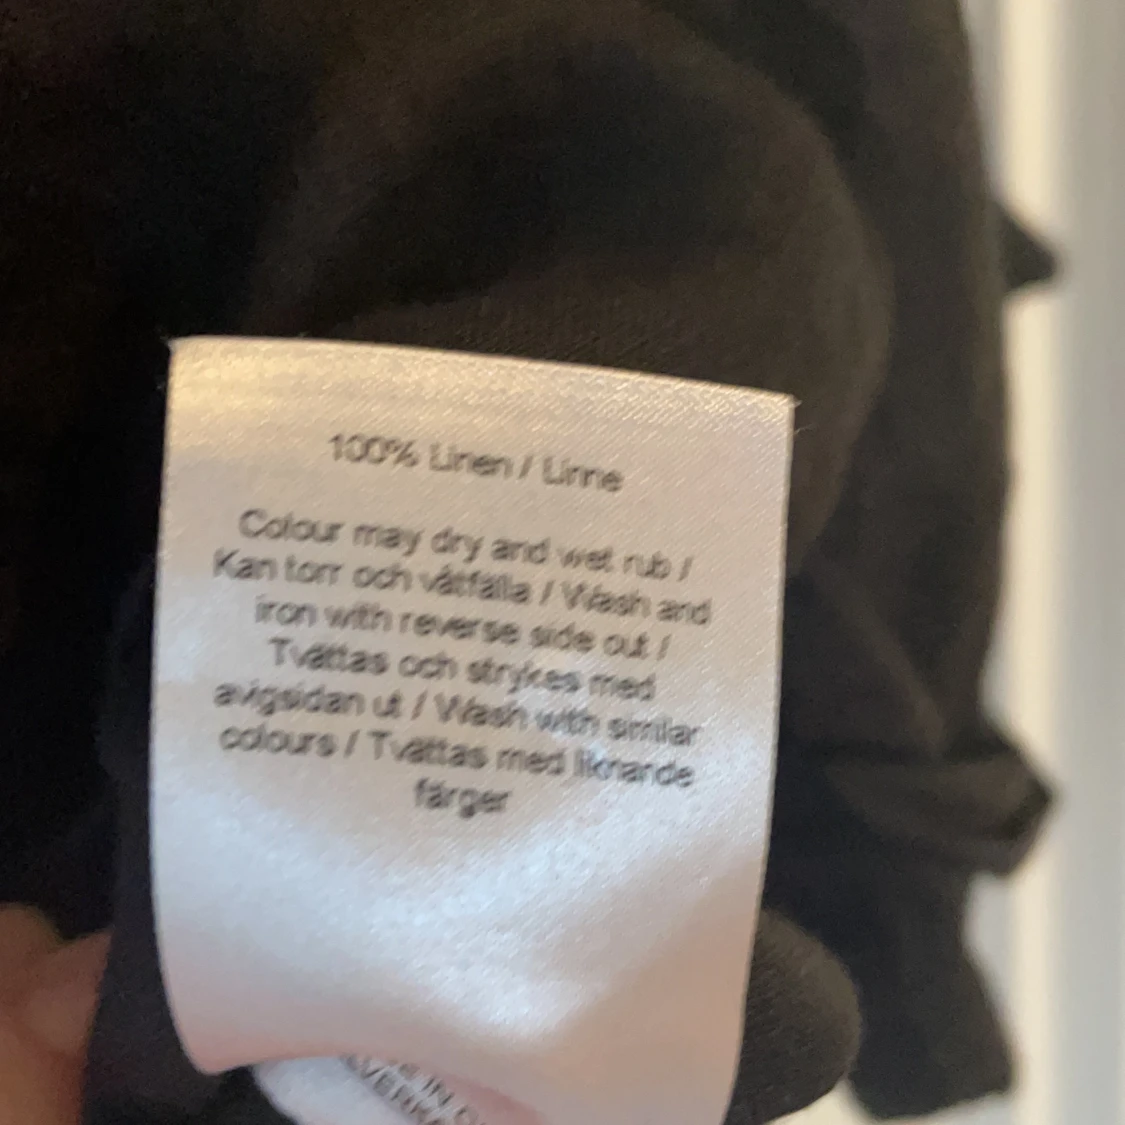 100% Linen / Linne
Colour may dry and wet rub /
Kan torr och våtfälla / Wash and
iron with reverse side out /
Tvättas och strykes med
avigsidan ut / Wash with similar
colours / Tvättas med liknande
färger
IN